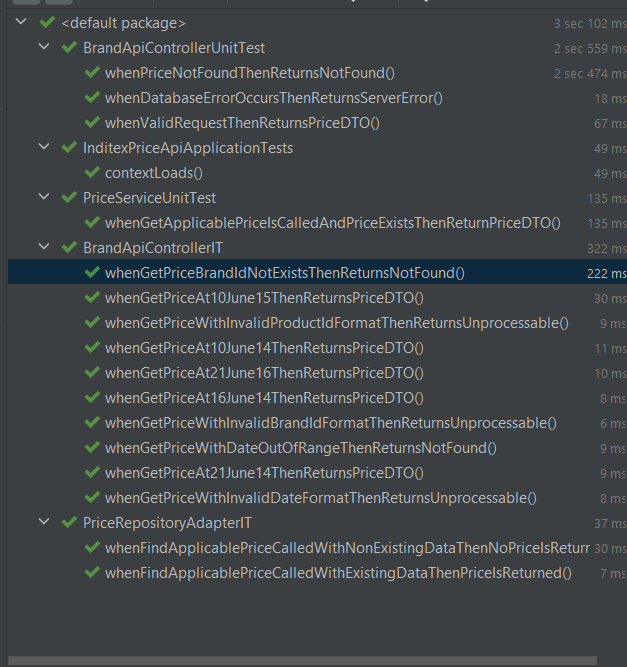 <default package> 3 sec 102 ms
BrandApiControllerUnitTest 2 sec 559 ms
whenPriceNotFoundThenReturnsNotFound() 2 sec 474 ms
whenDatabaseErrorOccursThenReturnsServerError() 18 ms
whenValidRequestThenReturnsPriceDTO() 67 ms
InditexPriceApiApplicationTests 49 ms
contextLoads() 49 ms
PriceServiceUnitTest 135 ms
whenGetApplicablePriceIsCalledAndPriceExistsThenReturnPriceDTO() 135 ms
BrandApiControllerIT 322 ms
whenGetPriceBrandIdNotExistsThenReturnsNotFound() 222 ms
whenGetPriceAt10June15ThenReturnsPriceDTO() 30 ms
whenGetPriceWithInvalidProductIdFormatThenReturnsUnprocessable() 9 ms
whenGetPriceAt10June14ThenReturnsPriceDTO() 11 ms
whenGetPriceAt21June16ThenReturnsPriceDTO() 10 ms
whenGetPriceAt16June14ThenReturnsPriceDTO() 8 ms
whenGetPriceWithInvalidBrandIdFormatThenReturnsUnprocessable() 6 ms
whenGetPriceWithDateOutOfRangeThenReturnsNotFound() 9 ms
whenGetPriceAt21June14ThenReturnsPriceDTO() 9 ms
whenGetPriceWithInvalidDateFormatThenReturnsUnprocessable() 8 ms
PriceRepositoryAdapterIT 37 ms
whenFindApplicablePriceCalledWithNonExistingDataThenNoPriceIsReturr 30 ms
whenFindApplicablePriceCalledWithExistingDataThenPriceIsReturned() 7 ms